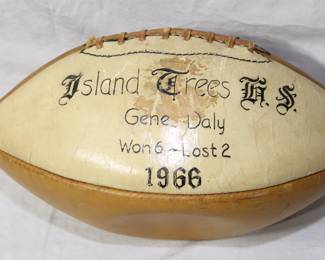 Island Trees H.S.
Gene Daly
Won 6 - Lost 2
1966